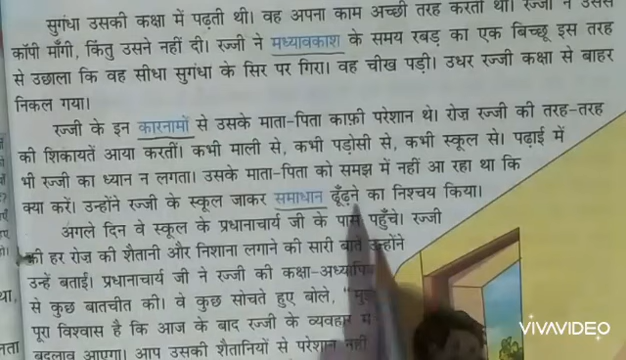 सुगंधा उसकी कक्षा में पढ़ती थी। वह अपना काम अच्छी तरह करती थी। रज्जी ने उससे
कॉपी माँगी, किंतु उसने नहीं दी। रज्जी ने मध्यावकाश के समय रबड़ का एक बिच्छू इस तरह
से उछाला कि वह सीधा सुगंधा के सिर पर गिरा। वह चीख पड़ी। उधर रज्जी कक्षा से बाहर
निकल गया।
रज्जी के इन कारनामों से उसके माता-पिता काफ़ी परेशान थे। रोज़ रज्जी की तरह-तरह
की शिकायतें आया करतीं। कभी माली से, कभी पड़ोसी से, कभी स्कूल से। पढ़ाई में
भी रज्जी का ध्यान न लगता। उसके माता-पिता को समझ में नहीं आ रहा था कि
क्या करें। उन्होंने रज्जी के स्कूल जाकर समाधान ढूँढ़ने का निश्चय किया।
अगले दिन वे स्कूल के प्रधानाचार्य जी के पास पहुँचे। रज्जी
की हर रोज़ की शैतानी और निशाना लगाने की सारी बातें उन्होंने
उन्हें बताईं। प्रधानाचार्य जी ने रज्जी की कक्षा-अध्यापि
से कुछ बातचीत की। वे कुछ सोचते हुए बोले, "मु
पूरा विश्वास है कि आज के बाद रज्जी के व्यवहार में
बदलाव आएगा। आप उसकी शैतानियों से परेशान नहीं
VIVAVIDEO